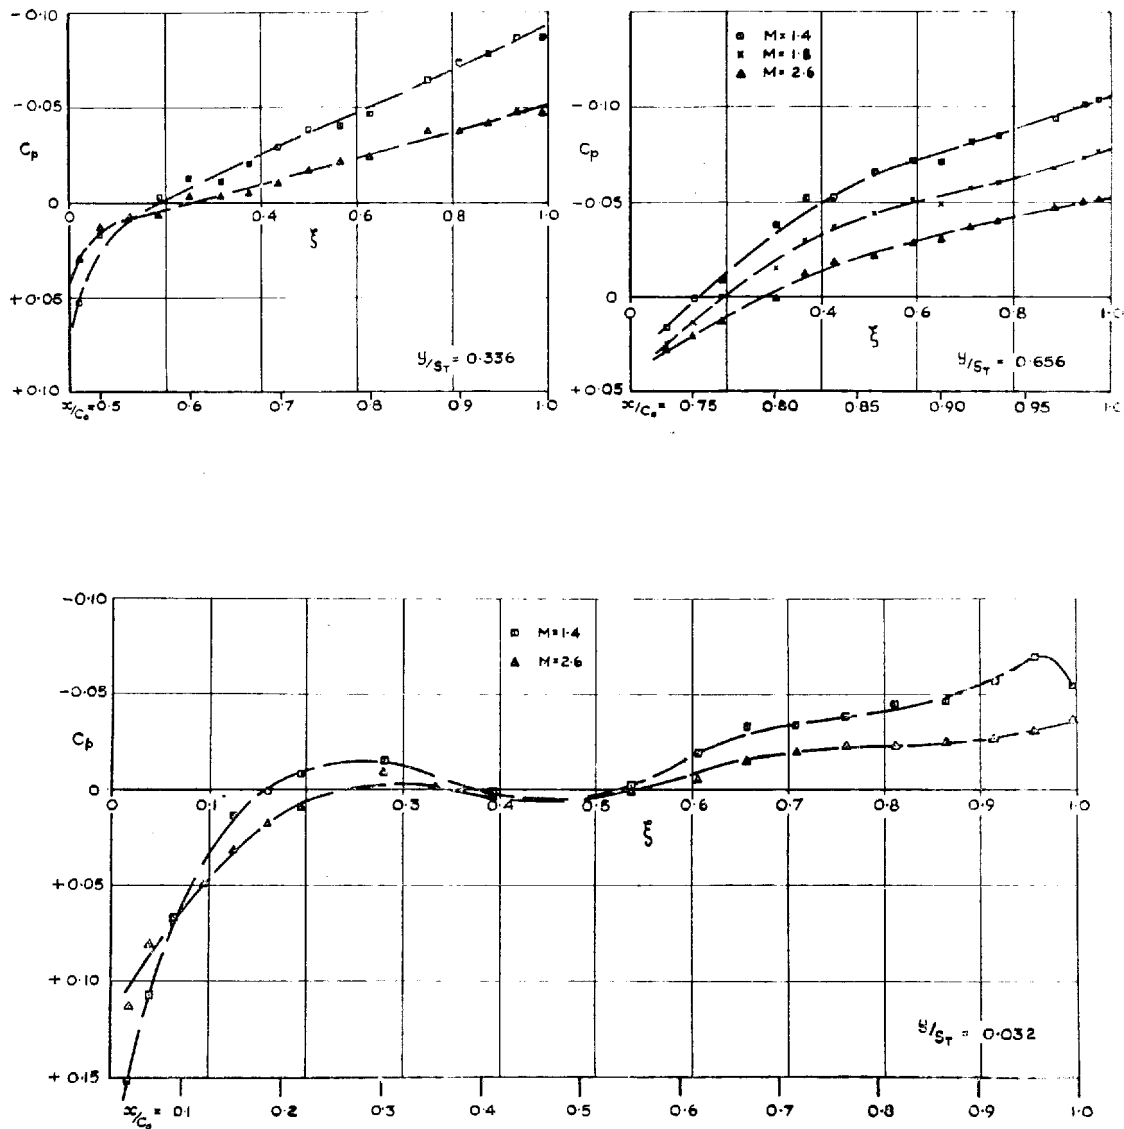 -0.10
-0.05
Cp
0
0 0.4 0.6 0.8 1.0
ξ
+0.05
y/ST = 0.336
+0.10
x/Co = 0.5 0.6 0.7 0.8 0.9 1.0
M=1.4
M=1.8
M=2.6
-0.10
Cp
-0.05
0
0 0.4 0.6 0.8 1.0
ξ
y/ST = 0.656
+0.05
x/Co = 0.75 0.80 0.85 0.90 0.95 1.0
-0.10
M=1.4
M=2.6
-0.05
Cp
0
0 0.1 0.3 0.4 0.5 0.6 0.7 0.8 0.9 1.0
ξ
+0.05
+0.10
y/ST = 0.032
+0.15
x/Co = 0.1 0.2 0.3 0.4 0.5 0.6 0.7 0.8 0.9 1.0